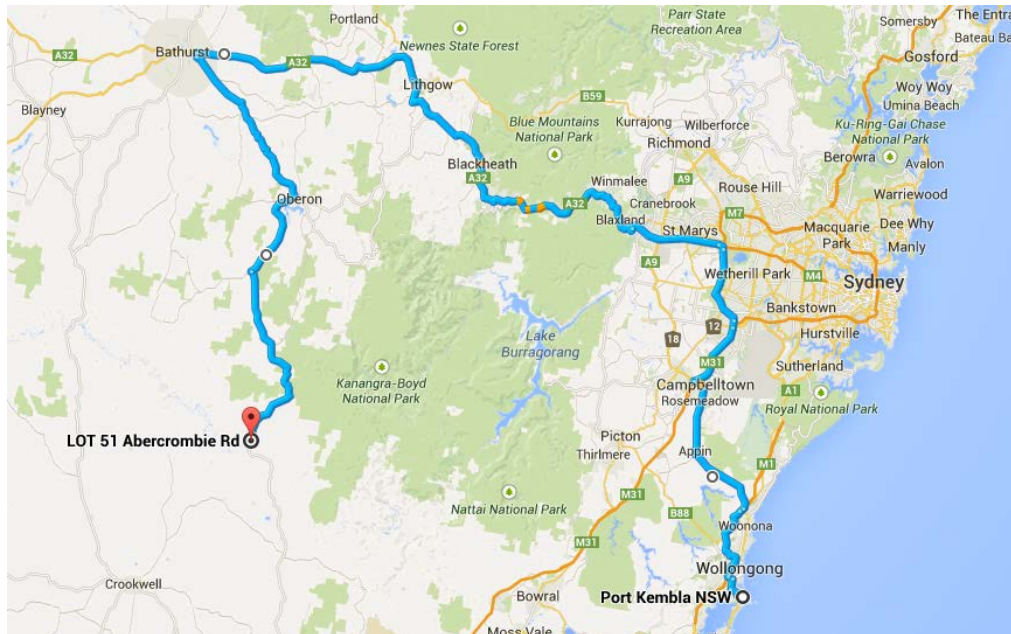 Portland
Newnes State Forest
Parr State
Recreation Area
Somersby
The Entra
Bateau Ba
Gosford
Bathurst
A32
A32
Lithgow
B59
Woy Woy
Umina Beach
Blayney
Blue Mountains
National Park
Kurrajong
Wilberforce
Richmond
Ku-Ring-Gai Chase
National Park
Blackheath
A32
Berowra
Avalon
Winmalee
A9
Rouse Hill
Warriewood
Oberon
A32
Cranebrook
M7
Macquarie
Park
Dee Why
Blaxland
St Marys
Manly
A9
Wetherill Park
M4
Sydney
Bankstown
Lake
Burragorang
18
12
Hurstville
M31
Sutherland
Kanangra-Boyd
National Park
Campbelltown
A1
Rosemeadow
Royal National Park
LOT 51 Abercrombie Rd
Picton
Thirlmere
Appin
M1
M31
Nattai National Park
B88
Woonona
M31
Wollongong
Crookwell
Bowral
Port Kembla NSW
Moss Vale